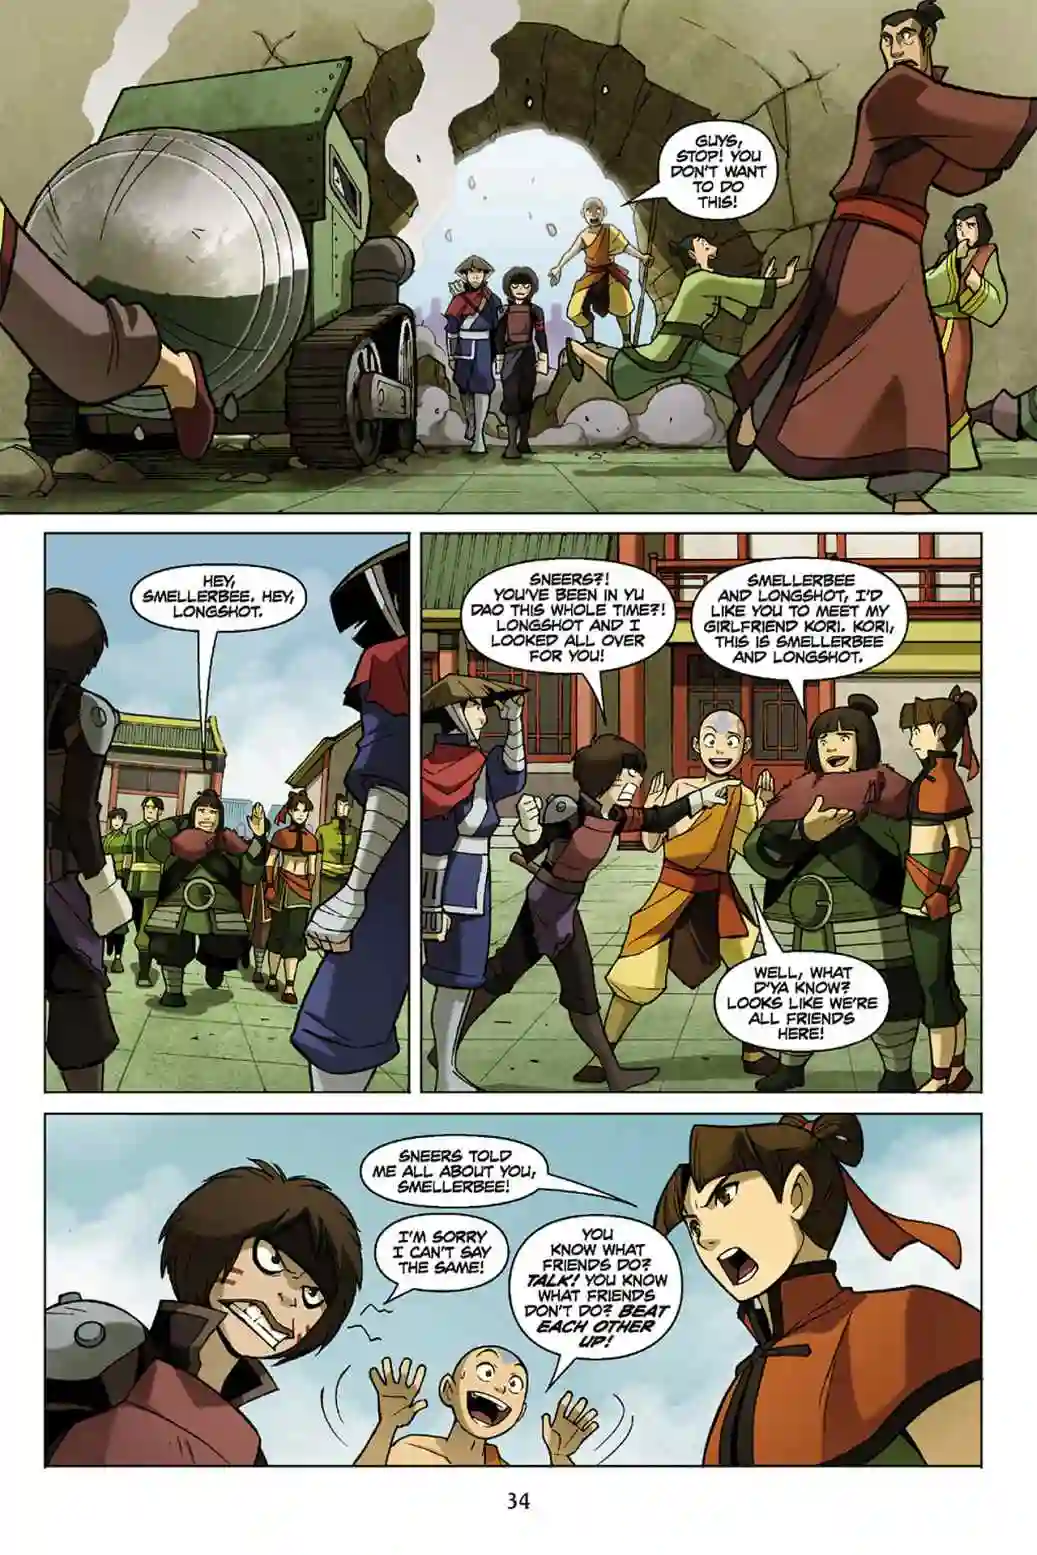 GUYS,
STOP! YOU
DON'T WANT
TO DO
THIS!
HEY,
SMELLERBEE. HEY,
LONGSHOT.
SNEERS?!
YOU'VE BEEN IN YU
DAO THIS WHOLE TIME?!
LONGSHOT AND I
LOOKED ALL OVER
FOR YOU!
SMELLERBEE
AND LONGSHOT, I'D
LIKE YOU TO MEET MY
GIRLFRIEND KORI. KORI,
THIS IS SMELLERBEE
AND LONGSHOT.
WELL, WHAT
D'YA KNOW?
LOOKS LIKE WE'RE
ALL FRIENDS
HERE!
SNEERS TOLD
ME ALL ABOUT YOU,
SMELLERBEE!
I'M SORRY
I CAN'T SAY
THE SAME!
YOU
KNOW WHAT
FRIENDS DO?
TALK! YOU KNOW
WHAT FRIENDS
DON'T DO? BEAT
EACH OTHER
UP!
34